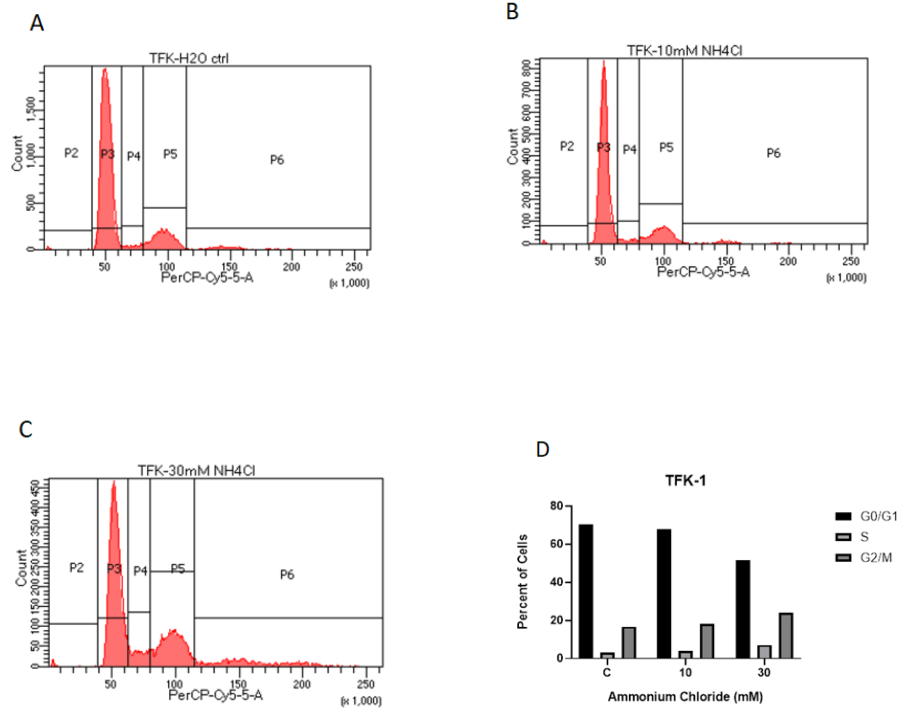 A
TFK-H2O ctrl
Count
1,500
1,000
500
0
P2
P3
P4
P5
P6
50 100 150 200 250
PerCP-Cy5-5-A
(x 1,000)
B
TFK-10mM NH4Cl
Count
0 100 200 300 400 500 600 700 800
P2
P3
P4
P5
P6
50 100 150 200 250
PerCP-Cy5-5-A
(x 1,000)
C
TFK-30mM NH4Cl
Count
0 50 100 150 200 250 300 350 400 450
P2
P3
P4
P5
P6
50 100 150 200 250
PerCP-Cy5-5-A
(x 1,000)
D
TFK-1
Percent of Cells
80
60
40
20
0
C 10 30
Ammonium Chloride (mM)
G0/G1
S
G2/M